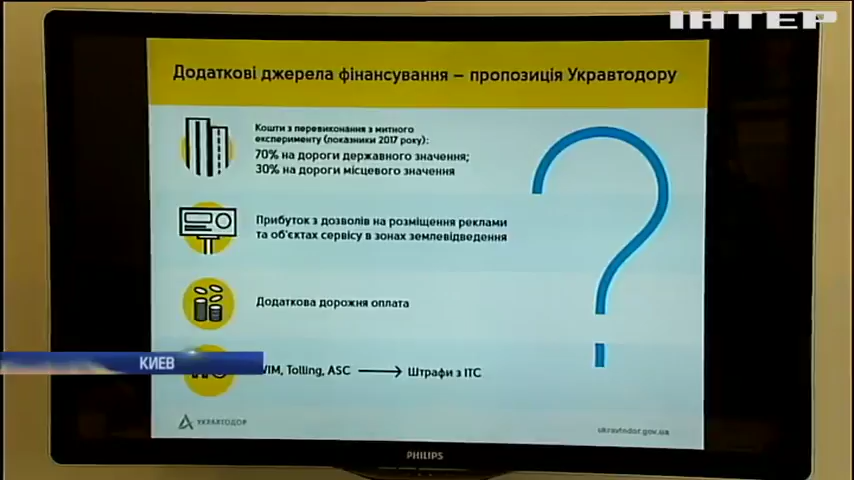 ІНТЕР
Додаткові джерела фінансування – пропозиція Укравтодору
Кошти з перевиконання з митного
експерименту (показники 2017 року):
70% на дороги державного значення;
30% на дороги місцевого значення
Прибуток з дозволів на розміщення реклами
та об'єктах сервісу в зонах землевідведення
Додаткова дорожня оплата
КИЕВ
WIM, Tolling, ASC → Штрафи з ІТС
УКРАВТОДОР
ukravtodor.gov.ua
PHILIPS